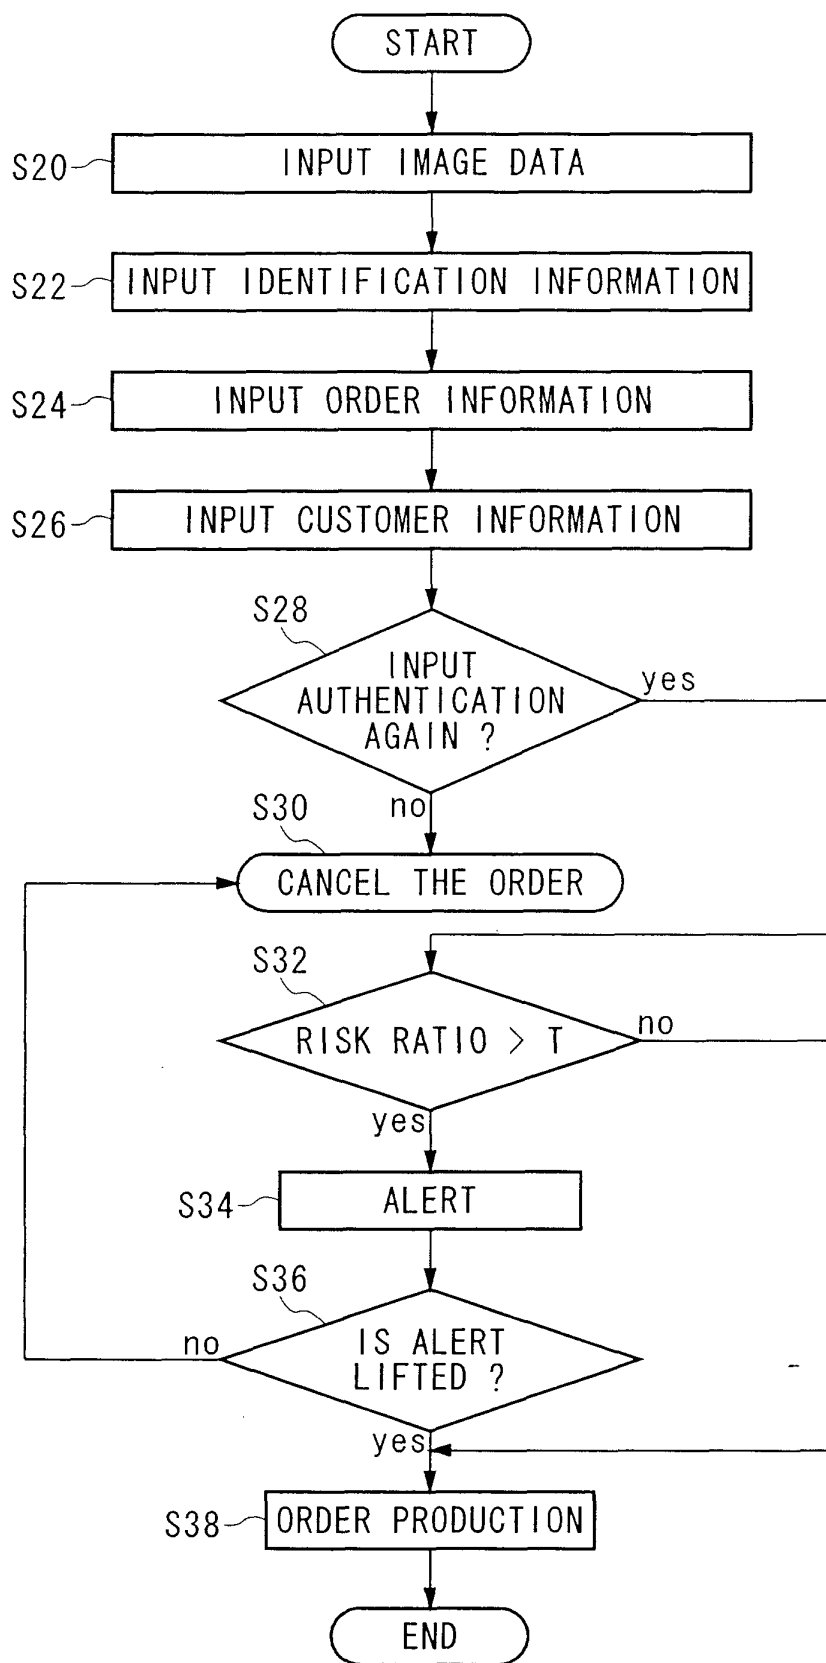 START
S20
INPUT IMAGE DATA
S22
INPUT IDENTIFICATION INFORMATION
S24
INPUT ORDER INFORMATION
S26
INPUT CUSTOMER INFORMATION
S28
INPUT
AUTHENTICATION
AGAIN ?
yes
no
S30
CANCEL THE ORDER
S32
RISK RATIO > T
no
yes
S34
ALERT
S36
IS ALERT
LIFTED ?
no
yes
S38
ORDER PRODUCTION
END